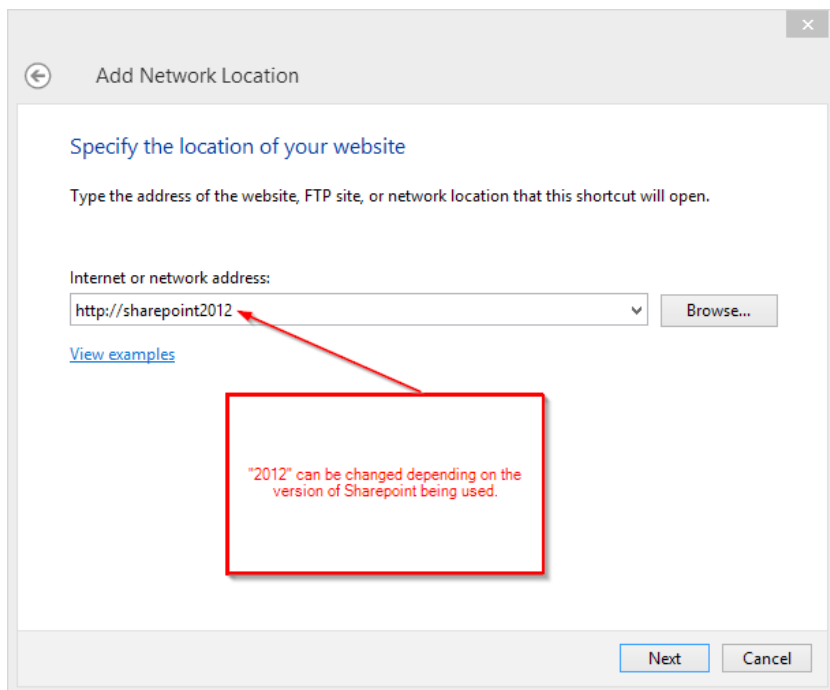 Add Network Location
Specify the location of your website
Type the address of the website, FTP site, or network location that this shortcut will open.
Internet or network address:
http://sharepoint2012
Browse...
View examples
"2012" can be changed depending on the
version of Sharepoint being used.
Next
Cancel